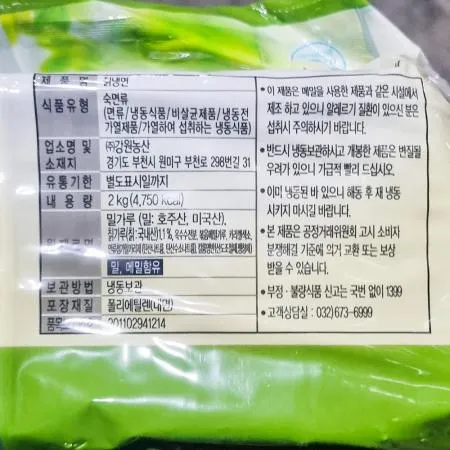 제품명 칡냉면
식품유형 숙면류
(면류/냉동식품/비살균제품/냉동전
가열제품/가열하여 섭취하는 냉동식품)
업소명 및 소재지 ㈜강원농산
경기도 부천시 원미구 부천로 298번길 31
유통기한 별도표시일까지
내용량 2 kg(4,750 kcal)
밀가루 (밀: 호주산, 미국산),
칡가루(칡:국내산)1.1%, 옥수수전분,
밀, 메밀함유
보관방법 냉동보관
포장재질 폴리에틸렌(내면)
201102941214
• 이 제품은 메밀을 사용한 제품과 같은 시설에서
제조 하고 있으니 알레르기 질환이 있으신 분은
섭취시 주의하시기 바랍니다.
• 반드시 냉동보관하시고 개봉한 제품은 변질될
우려가 있으니 가급적 빨리 드십시오.
• 이미 냉동된 바 있으니 해동 후 재 냉동
시키지 마시길 바랍니다.
• 본 제품은 공정거래위원회 고시 소비자
분쟁해결 기준에 의거 교환 또는 보상
받을 수 있습니다.
• 부정·불량식품 신고는 국번 없이 1399
• 고객상담실 : 032)673-6999